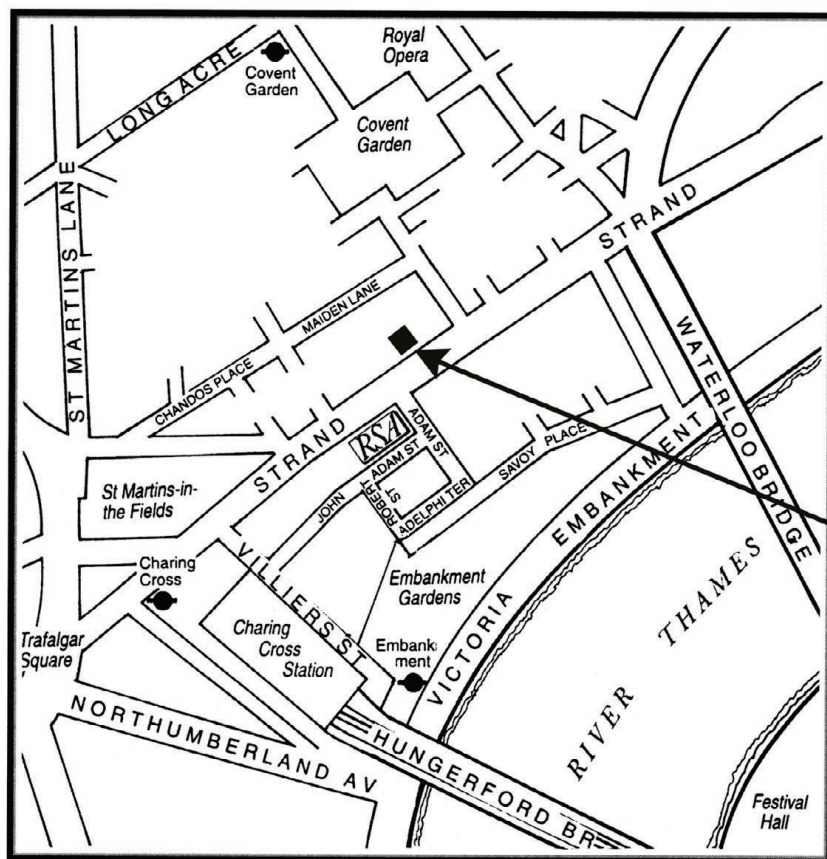 Royal
Opera
LONG ACRE
Covent
Garden
Covent
Garden
ST MARTINS LANE
STRAND
MAIDEN LANE
CHANDOS PLACE
WATERLOO BRIDGE
STRAND
RSA
ADAM ST
JOHN ADAM ST
ROBERT ST
ADELPHI TER
SAVOY PLACE
VICTORIA EMBANKMENT
St Martins-in-
the Fields
Charing
Cross
VILLIERS ST
Embankment
Gardens
RIVER THAMES
Trafalgar
Square
Charing
Cross
Station
Embank
ment
NORTHUMBERLAND AV
HUNGERFORD BR
Festival
Hall